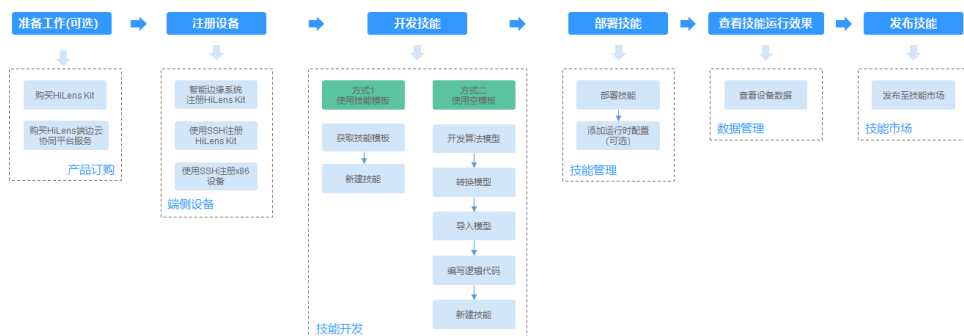 准备工作(可选)
注册设备
开发技能
部署技能
查看技能运行效果
发布技能
购买HiLens Kit
购买HiLens端边云
协同平台服务
产品订购
智能边缘系统
注册HiLens Kit
使用SSH注册
HiLens Kit
使用SSH注册x86
设备
端侧设备
方式1
使用技能模板
获取技能模板
新建技能
方式二
使用空模板
开发算法模型
转换模型
导入模型
编写逻辑代码
新建技能
技能开发
部署技能
添加运行时配置
(可选)
技能管理
查看设备数据
数据管理
发布至技能市场
技能市场